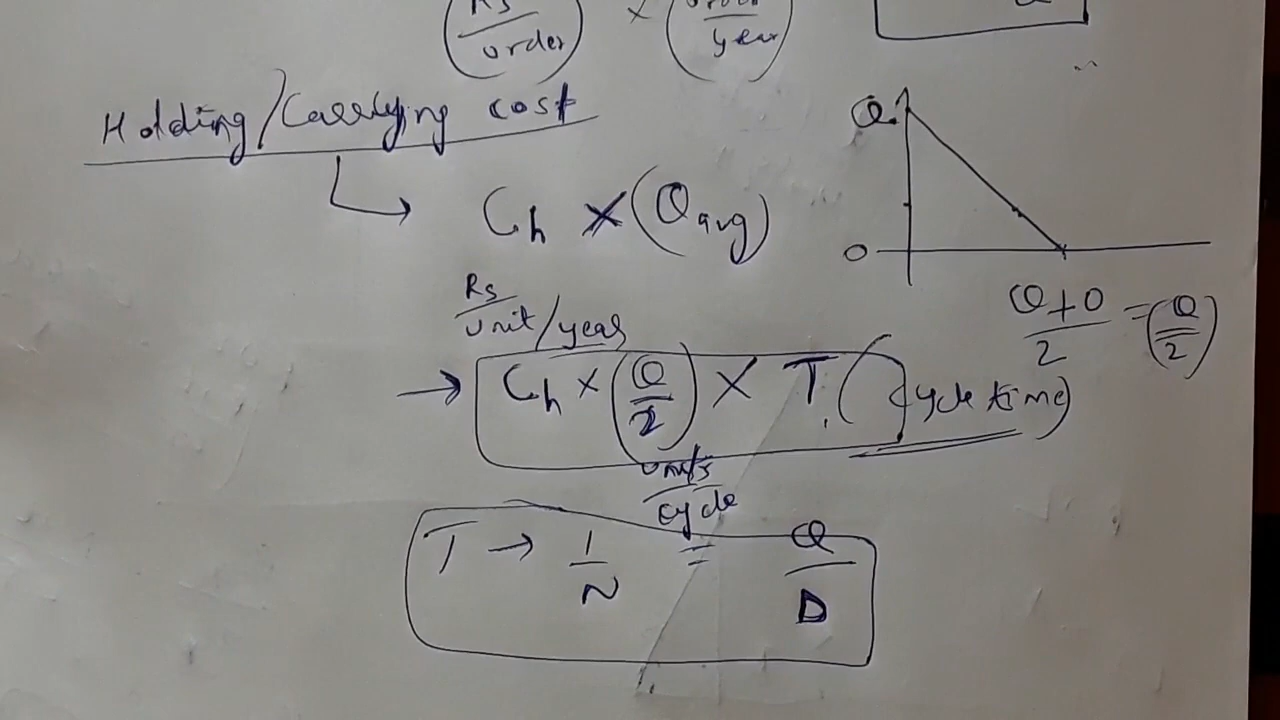 Rs/order × /year
Holding/Carrying cost
Q
→ Ch × (Qavg)
0
Rs/unit/year
Q+0/2 = (Q/2)
→ Ch × (Q/2) × T (cycle time)
units/cycle
T → 1/N = Q/D